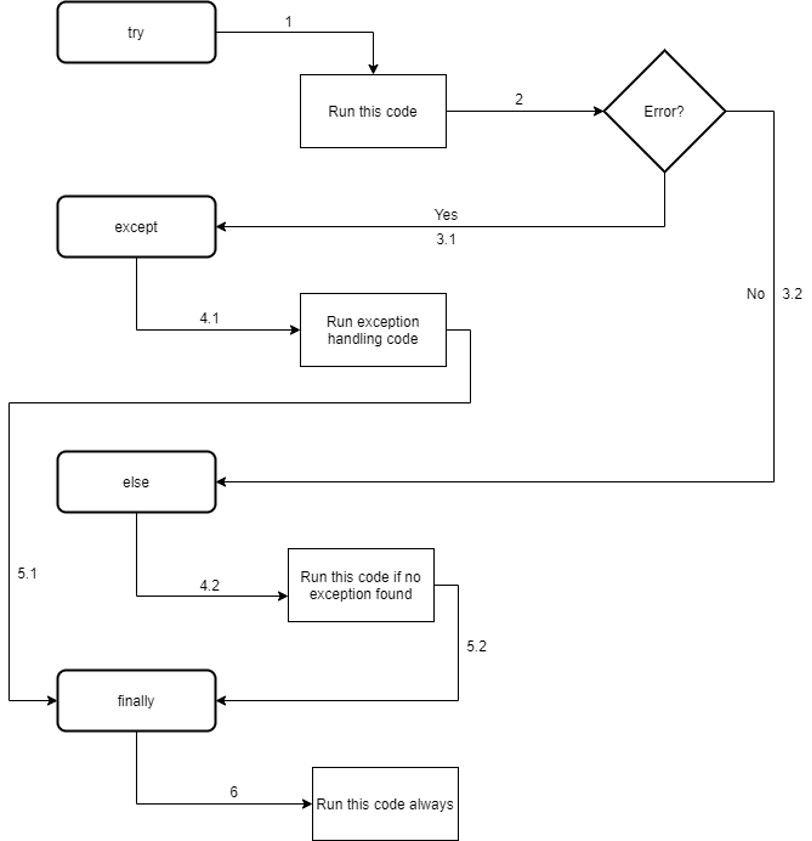 try
1
Run this code
2
Error?
Yes
3.1
No
3.2
except
4.1
Run exception
handling code
else
4.2
Run this code if no
exception found
5.1
5.2
finally
6
Run this code always